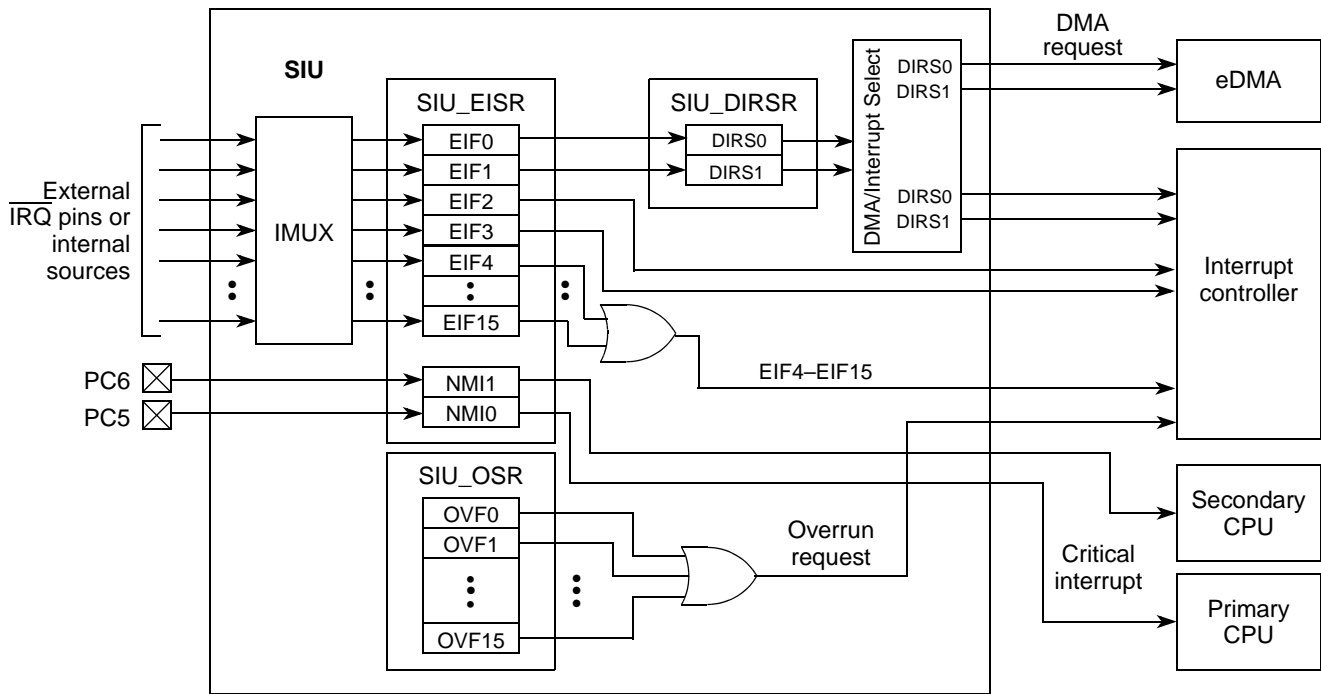 SIU
External
IRQ pins or
internal
sources
IMUX
PC6
PC5
SIU_EISR
EIF0
EIF1
EIF2
EIF3
EIF4
EIF15
NMI1
NMI0
SIU_OSR
OVF0
OVF1
OVF15
SIU_DIRSR
DIRS0
DIRS1
DMA/Interrupt Select
DIRS0
DIRS1
DIRS0
DIRS1
EIF4–EIF15
Overrun
request
DMA
request
Critical
interrupt
eDMA
Interrupt
controller
Secondary
CPU
Primary
CPU